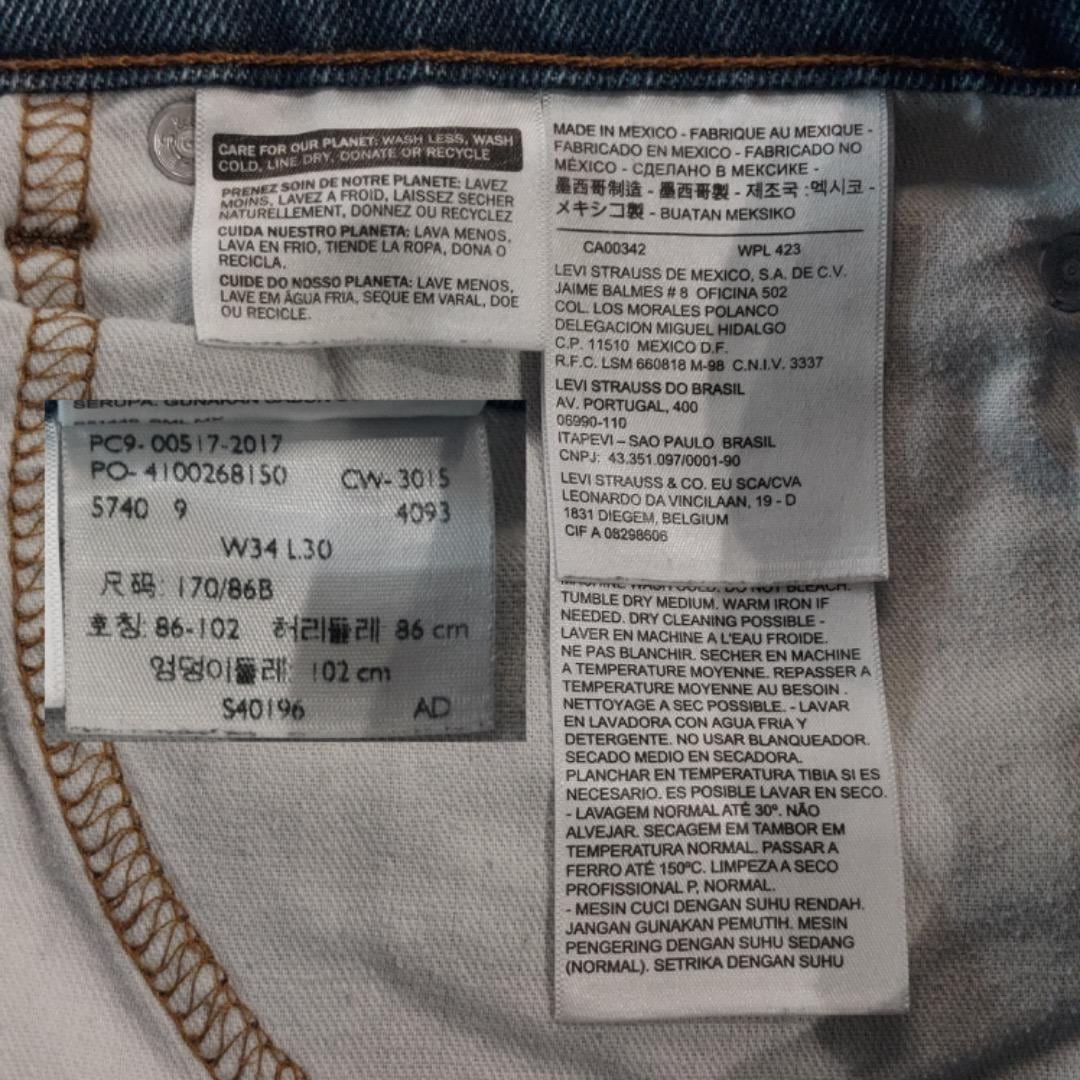 CARE FOR OUR PLANET: WASH LESS, WASH
COLD, LINE DRY, DONATE OR RECYCLE
PRENEZ SOIN DE NOTRE PLANETE: LAVEZ
MOINS, LAVEZ A FROID, LAISSEZ SECHER
NATURELLEMENT, DONNEZ OU RECYCLEZ
CUIDA NUESTRO PLANETA: LAVA MENOS,
LAVA EN FRIO, TIENDE LA ROPA, DONA O
RECICLA.
CUIDE DO NOSSO PLANETA: LAVE MENOS,
LAVE EM ÁGUA FRIA, SEQUE EM VARAL, DOE
OU RECICLE.
MADE IN MEXICO - FABRIQUE AU MEXIQUE -
FABRICADO EN MEXICO - FABRICADO NO
MÉXICO - СДЕЛАНО В МЕКСИКЕ -
墨西哥制造 - 墨西哥製 - 제조국 :멕시코 -
メキシコ製 - BUATAN MEKSIKO
CA00342 WPL 423
LEVI STRAUSS DE MEXICO, S.A. DE C.V.
JAIME BALMES # 8 OFICINA 502
COL. LOS MORALES POLANCO
DELEGACION MIGUEL HIDALGO
C.P. 11510 MEXICO D.F.
R.F.C. LSM 660818 M-98 C.N.I.V. 3337
LEVI STRAUSS DO BRASIL
AV. PORTUGAL, 400
06990-110
ITAPEVI – SAO PAULO BRASIL
CNPJ: 43.351.097/0001-90
LEVI STRAUSS & CO. EU SCA/CVA
LEONARDO DA VINCILAAN, 19 - D
1831 DIEGEM, BELGIUM
CIF A 08298606
MACHINE WASH COLD. DO NOT BLEACH.
TUMBLE DRY MEDIUM. WARM IRON IF
NEEDED. DRY CLEANING POSSIBLE -
LAVER EN MACHINE A L'EAU FROIDE.
NE PAS BLANCHIR. SECHER EN MACHINE
A TEMPERATURE MOYENNE. REPASSER A
TEMPERATURE MOYENNE AU BESOIN .
NETTOYAGE A SEC POSSIBLE. - LAVAR
EN LAVADORA CON AGUA FRIA Y
DETERGENTE. NO USAR BLANQUEADOR.
SECADO MEDIO EN SECADORA.
PLANCHAR EN TEMPERATURA TIBIA SI ES
NECESARIO. ES POSIBLE LAVAR EN SECO.
- LAVAGEM NORMAL ATÉ 30º. NÃO
ALVEJAR. SECAGEM EM TAMBOR EM
TEMPERATURA NORMAL. PASSAR A
FERRO ATÉ 150ºC. LIMPEZA A SECO
PROFISSIONAL P, NORMAL.
- MESIN CUCI DENGAN SUHU RENDAH.
JANGAN GUNAKAN PEMUTIH. MESIN
PENGERING DENGAN SUHU SEDANG
(NORMAL). SETRIKA DENGAN SUHU
SERUPA. GUNAKAN
PC9- 00517-2017
PO- 4100268150 CW- 3015
5740 9 4093
W34 L30
尺码: 170/86B
호칭: 86-102 허리둘레 86 cm
엉덩이둘레: 102 cm
S40196 AD